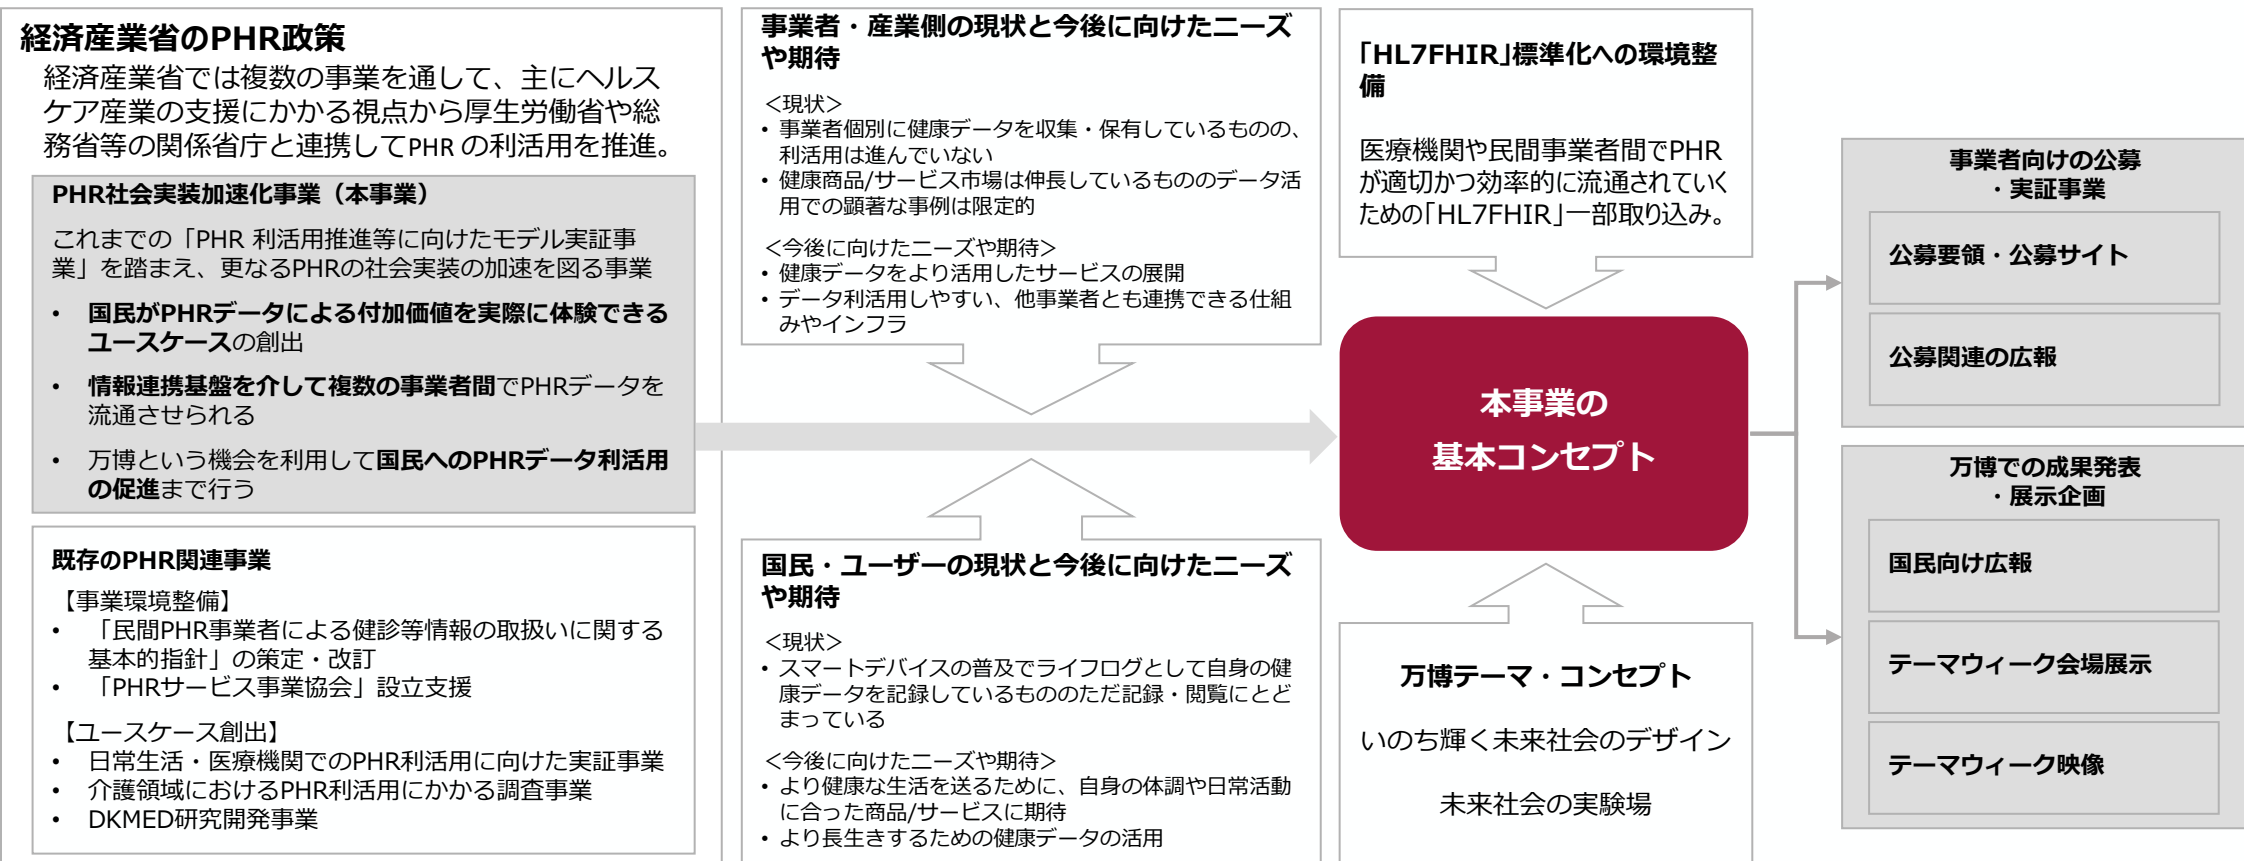 経済産業省のPHR政策
経済産業省では複数の事業を通して、主にヘルス
ケア産業の支援にかかる視点から厚生労働省や総
務省等の関係省庁と連携してPHR の利活用を推進。
PHR社会実装加速化事業（本事業）
これまでの「PHR 利活用推進等に向けたモデル実証事
業」を踏まえ、更なるPHRの社会実装の加速を図る事業
• 国民がPHRデータによる付加価値を実際に体験できる
ユースケースの創出
• 情報連携基盤を介して複数の事業者間でPHRデータを
流通させられる
• 万博という機会を利用して国民へのPHRデータ利活用
の促進まで行う
既存のPHR関連事業
【事業環境整備】
• 「民間PHR事業者による健診等情報の取扱いに関する
基本的指針」の策定・改訂
• 「PHRサービス事業協会」設立支援
【ユースケース創出】
• 日常生活・医療機関でのPHR利活用に向けた実証事業
• 介護領域におけるPHR利活用にかかる調査事業
• DKMED研究開発事業
事業者・産業側の現状と今後に向けたニーズ
や期待
＜現状＞
• 事業者個別に健康データを収集・保有しているものの、
利活用は進んでいない
• 健康商品/サービス市場は伸長しているもののデータ活
用での顕著な事例は限定的
＜今後に向けたニーズや期待＞
• 健康データをより活用したサービスの展開
• データ利活用しやすい、他事業者とも連携できる仕組
みやインフラ
国民・ユーザーの現状と今後に向けたニーズ
や期待
＜現状＞
• スマートデバイスの普及でライフログとして自身の健
康データを記録しているもののただ記録・閲覧にとど
まっている
＜今後に向けたニーズや期待＞
• より健康な生活を送るために、自身の体調や日常活動
に合った商品/サービスに期待
• より長生きするための健康データの活用
「HL7FHIR」標準化への環境整
備
医療機関や民間事業者間でPHR
が適切かつ効率的に流通されていく
ための「HL7FHIR」一部取り込み。
本事業の
基本コンセプト
万博テーマ・コンセプト
いのち輝く未来社会のデザイン
未来社会の実験場
事業者向けの公募
・実証事業
公募要領・公募サイト
公募関連の広報
万博での成果発表
・展示企画
国民向け広報
テーマウィーク会場展示
テーマウィーク映像